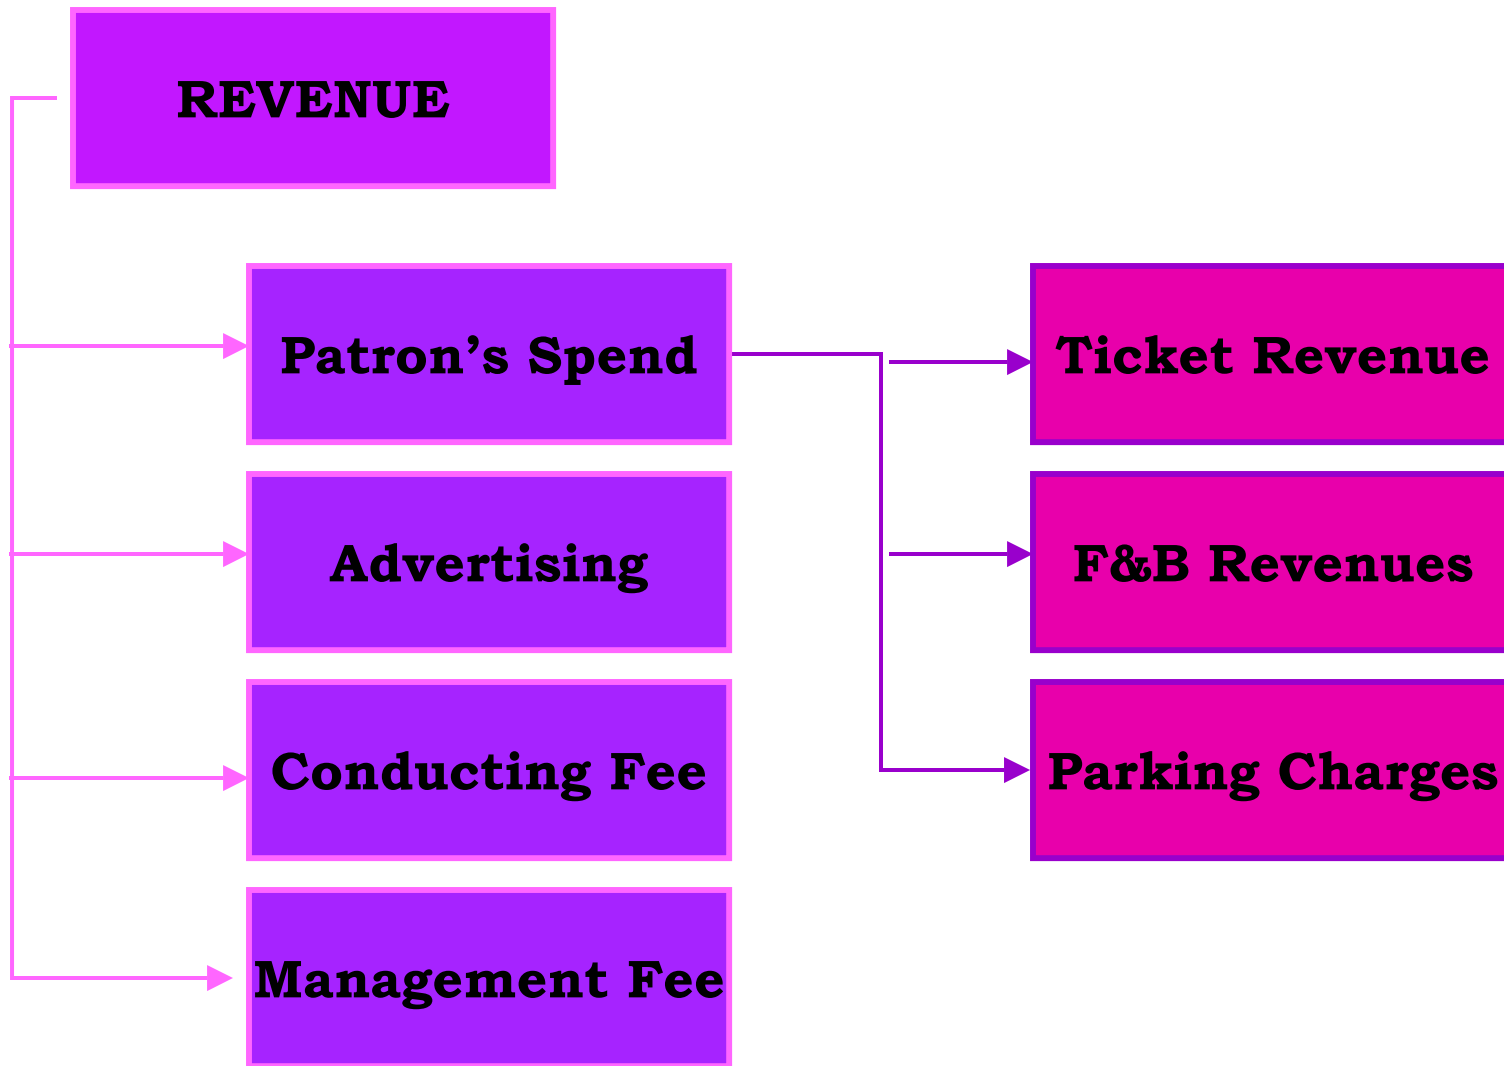 REVENUE
Patron’s Spend
Ticket Revenue
Advertising
F&B Revenues
Conducting Fee
Parking Charges
Management Fee